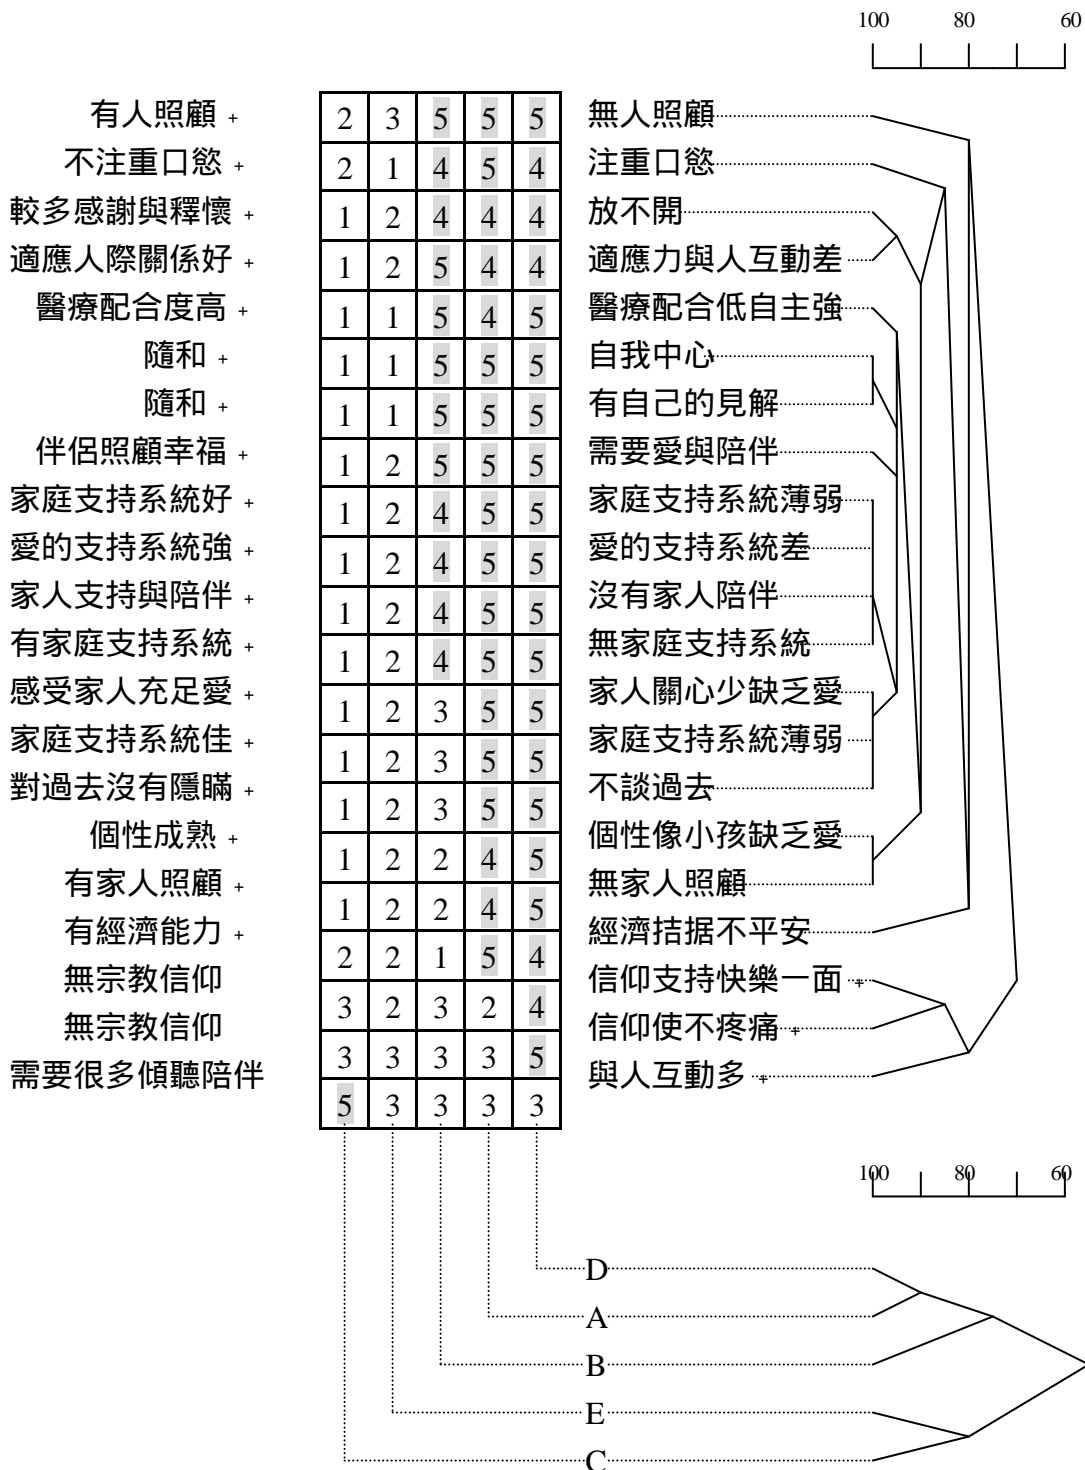 100 80 60
有人照顧 + 2 3 5 5 5 無人照顧
不注重口慾 + 2 1 4 5 4 注重口慾
較多感謝與釋懷 + 1 2 4 4 4 放不開
適應人際關係好 + 1 2 5 4 4 適應力與人互動差
醫療配合度高 + 1 1 5 4 5 醫療配合低自主強
隨和 + 1 1 5 5 5 自我中心
隨和 + 1 1 5 5 5 有自己的見解
伴侶照顧幸福 + 1 2 5 5 5 需要愛與陪伴
家庭支持系統好 + 1 2 4 5 5 家庭支持系統薄弱
愛的支持系統強 + 1 2 4 5 5 愛的支持系統差
家人支持與陪伴 + 1 2 4 5 5 沒有家人陪伴
有家庭支持系統 + 1 2 4 5 5 無家庭支持系統
感受家人充足愛 + 1 2 3 5 5 家人關心少缺乏愛
家庭支持系統佳 + 1 2 3 5 5 家庭支持系統薄弱
對過去沒有隱瞞 + 1 2 3 5 5 不談過去
個性成熟 + 1 2 2 4 5 個性像小孩缺乏愛
有家人照顧 + 1 2 2 4 5 無家人照顧
有經濟能力 + 2 2 1 5 4 經濟拮据不平安
無宗教信仰 3 2 3 2 4 信仰支持快樂一面 +
無宗教信仰 3 3 3 3 5 信仰使不疼痛 +
需要很多傾聽陪伴 5 3 3 3 3 與人互動多 +
100 80 60
D
A
B
E
C